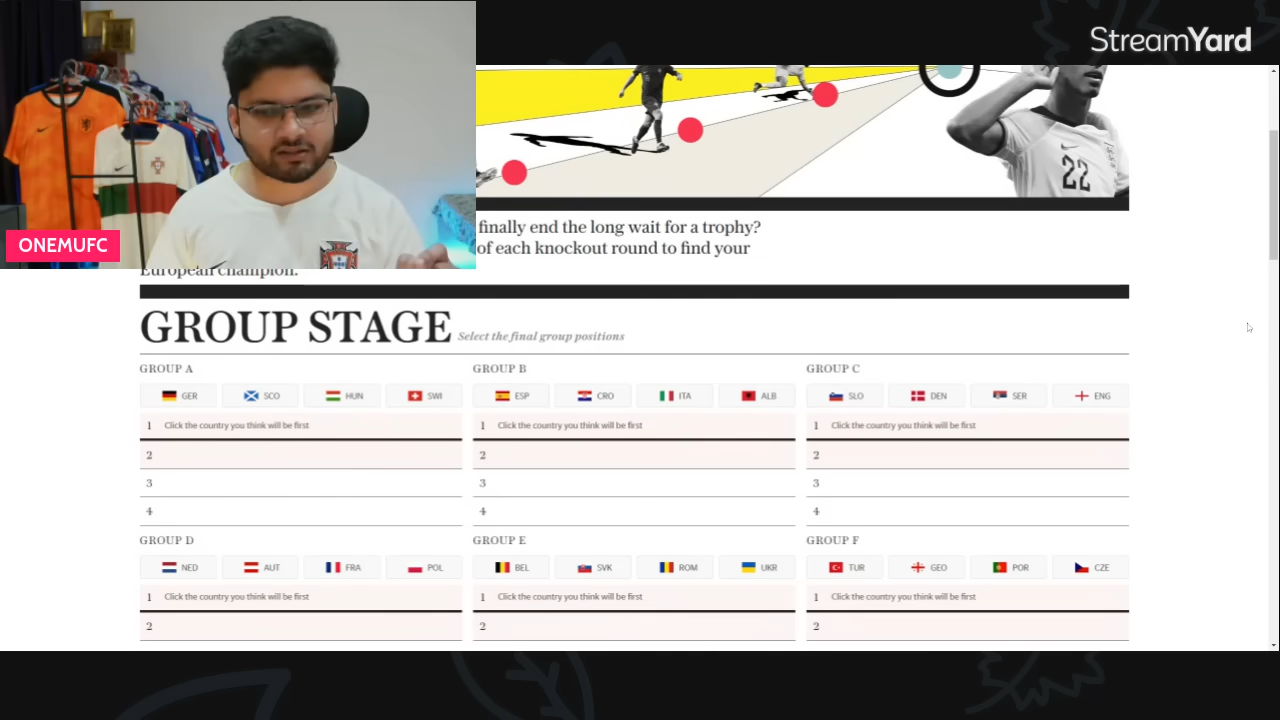 StreamYard
22
ONEMUFC
finally end the long wait for a trophy?
of each knockout round to find your
European champion.
GROUP STAGE Select the final group positions
GROUP A GROUP B GROUP C
GER SCO HUN SWI ESP CRO ITA ALB SLO DEN SER ENG
1 Click the country you think will be first 1 Click the country you think will be first 1 Click the country you think will be first
2 2 2
3 3 3
4 4 4
GROUP D GROUP E GROUP F
NED AUT FRA POL BEL SVK ROM UKR TUR GEO POR CZE
1 Click the country you think will be first 1 Click the country you think will be first 1 Click the country you think will be first
2 2 2